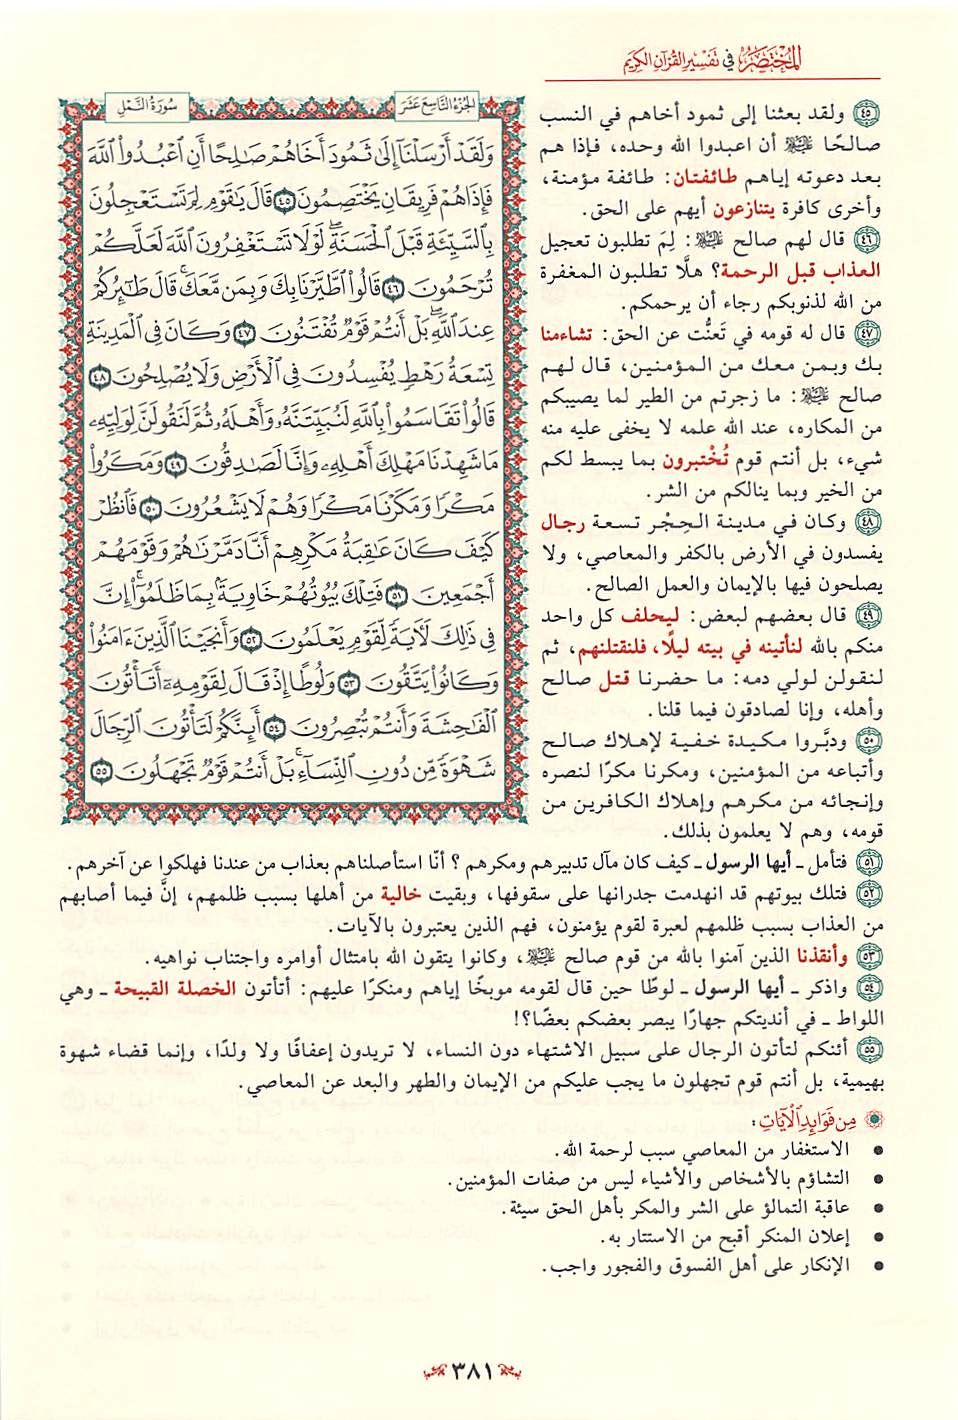 المختصر في تفسير القرآن الكريم
الجزء التاسع عشر
سورة النمل
وَلَقَدْ أَرْسَلْنَآ إِلَىٰ ثَمُودَ أَخَاهُمْ صَٰلِحًا أَنِ ٱعْبُدُوا۟ ٱللَّهَ
فَإِذَا هُمْ فَرِيقَانِ يَخْتَصِمُونَ ٤٥ قَالَ يَٰقَوْمِ لِمَ تَسْتَعْجِلُونَ
بِٱلسَّيِّئَةِ قَبْلَ ٱلْحَسَنَةِ ۖ لَوْلَا تَسْتَغْفِرُونَ ٱللَّهَ لَعَلَّكُمْ
تُرْحَمُونَ ٤٦ قَالُوا۟ ٱطَّيَّرْنَا بِكَ وَبِمَن مَّعَكَ ۚ قَالَ طَٰٓئِرُكُمْ
عِندَ ٱللَّهِ ۖ بَلْ أَنتُمْ قَوْمٌ تُفْتَنُونَ ٤٧ وَكَانَ فِى ٱلْمَدِينَةِ
تِسْعَةُ رَهْطٍ يُفْسِدُونَ فِى ٱلْأَرْضِ وَلَا يُصْلِحُونَ ٤٨
قَالُوا۟ تَقَاسَمُوا۟ بِٱللَّهِ لَنُبَيِّتَنَّهُۥ وَأَهْلَهُۥ ثُمَّ لَنَقُولَنَّ لِوَلِيِّهِۦ
مَا شَهِدْنَا مَهْلِكَ أَهْلِهِۦ وَإِنَّا لَصَٰدِقُونَ ٤٩ وَمَكَرُوا۟
مَكْرًا وَمَكَرْنَا مَكْرًا وَهُمْ لَا يَشْعُرُونَ ٥٠ فَٱنظُرْ
كَيْفَ كَانَ عَٰقِبَةُ مَكْرِهِمْ أَنَّا دَمَّرْنَٰهُمْ وَقَوْمَهُمْ
أَجْمَعِينَ ٥١ فَتِلْكَ بُيُوتُهُمْ خَاوِيَةًۢ بِمَا ظَلَمُوٓا۟ ۗ إِنَّ
فِى ذَٰلِكَ لَءَايَةً لِّقَوْمٍ يَعْلَمُونَ ٥٢ وَأَنجَيْنَا ٱلَّذِينَ ءَامَنُوا۟
وَكَانُوا۟ يَتَّقُونَ ٥٣ وَلُوطًا إِذْ قَالَ لِقَوْمِهِۦٓ أَتَأْتُونَ
ٱلْفَٰحِشَةَ وَأَنتُمْ تُبْصِرُونَ ٥٤ أَئِنَّكُمْ لَتَأْتُونَ ٱلرِّجَالَ
شَهْوَةً مِّن دُونِ ٱلنِّسَآءِ ۚ بَلْ أَنتُمْ قَوْمٌ تَجْهَلُونَ ٥٥
٤٥ ولقد بعثنا إلى ثمود أخاهم في النسب
صالحًا ﷺ أن اعبدوا الله وحده، فإذا هم
بعد دعوته إياهم طائفتان: طائفة مؤمنة،
وأخرى كافرة يتنازعون أيهم على الحق.
٤٦ قال لهم صالح ﷺ: لِمَ تطلبون تعجيل
العذاب قبل الرحمة؟ هلَّا تطلبون المغفرة
من الله لذنوبكم رجاء أن يرحمكم.
٤٧ قال له قومه في تَعنُّت عن الحق: تشاءمنا
بك وبمن معك من المؤمنين، قال لهم
صالح ﷺ: ما زجرتم من الطير لما يصيبكم
من المكاره، عند الله علمه لا يخفى عليه منه
شيء، بل أنتم قوم تُخْتبرون بما يبسط لكم
من الخير وبما ينالكم من الشر.
٤٨ وكان في مدينة الحِجْر تسعة رجال
يفسدون في الأرض بالكفر والمعاصي، ولا
يصلحون فيها بالإيمان والعمل الصالح.
٤٩ قال بعضهم لبعض: ليحلف كل واحد
منكم بالله لنأتينه في بيته ليلًا، فلنقتلنهم، ثم
لنقولن لولي دمه: ما حضرنا قتل صالح
وأهله، وإنا لصادقون فيما قلنا.
٥٠ ودبَّروا مكيدة خفية لإهلاك صالح
وأتباعه من المؤمنين، ومكرنا مكرًا لنصره
وإنجائه من مكرهم وإهلاك الكافرين من
قومه، وهم لا يعلمون بذلك.
٥١ فتأمل ـ أيها الرسول ـ كيف كان مآل تدبيرهم ومكرهم ؟ أنّا استأصلناهم بعذاب من عندنا فهلكوا عن آخرهم.
٥٢ فتلك بيوتهم قد انهدمت جدرانها على سقوفها، وبقيت خالية من أهلها بسبب ظلمهم، إنَّ فيما أصابهم
من العذاب بسبب ظلمهم لعبرة لقوم يؤمنون، فهم الذين يعتبرون بالآيات.
٥٣ وأنقذنا الذين آمنوا بالله من قوم صالح ﷺ، وكانوا يتقون الله بامتثال أوامره واجتناب نواهيه.
٥٤ واذكر ـ أيها الرسول ـ لوطًا حين قال لقومه موبخًا إياهم ومنكرًا عليهم: أتأتون الخصلة القبيحة ـ وهي
اللواط ـ في أنديتكم جهارًا يبصر بعضكم بعضًا؟!
٥٥ أئنكم لتأتون الرجال على سبيل الاشتهاء دون النساء، لا تريدون إعفافًا ولا ولدًا، وإنما قضاء شهوة
بهيمية، بل أنتم قوم تجهلون ما يجب عليكم من الإيمان والطهر والبعد عن المعاصي.
من فوائد الآيات:
• الاستغفار من المعاصي سبب لرحمة الله.
• التشاؤم بالأشخاص والأشياء ليس من صفات المؤمنين.
• عاقبة التمالؤ على الشر والمكر بأهل الحق سيئة.
• إعلان المنكر أقبح من الاستتار به.
• الإنكار على أهل الفسوق والفجور واجب.
٣٨١